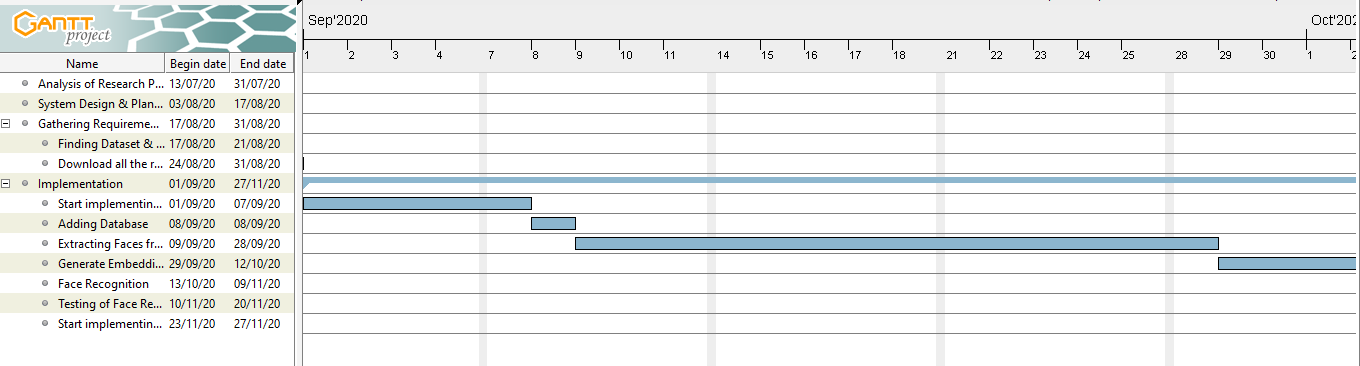 GANTT project
Sep'2020 Oct'202
1 2 3 4 7 8 9 10 11 14 15 16 17 18 21 22 23 24 25 28 29 30 1 2
Name Begin date End date
Analysis of Research P... 13/07/20 31/07/20
System Design & Plan... 03/08/20 17/08/20
Gathering Requireme... 17/08/20 31/08/20
Finding Dataset & ... 17/08/20 21/08/20
Download all the r... 24/08/20 31/08/20
Implementation 01/09/20 27/11/20
Start implementin... 01/09/20 07/09/20
Adding Database 08/09/20 08/09/20
Extracting Faces fr... 09/09/20 28/09/20
Generate Embeddi... 29/09/20 12/10/20
Face Recognition 13/10/20 09/11/20
Testing of Face Re... 10/11/20 20/11/20
Start implementin... 23/11/20 27/11/20